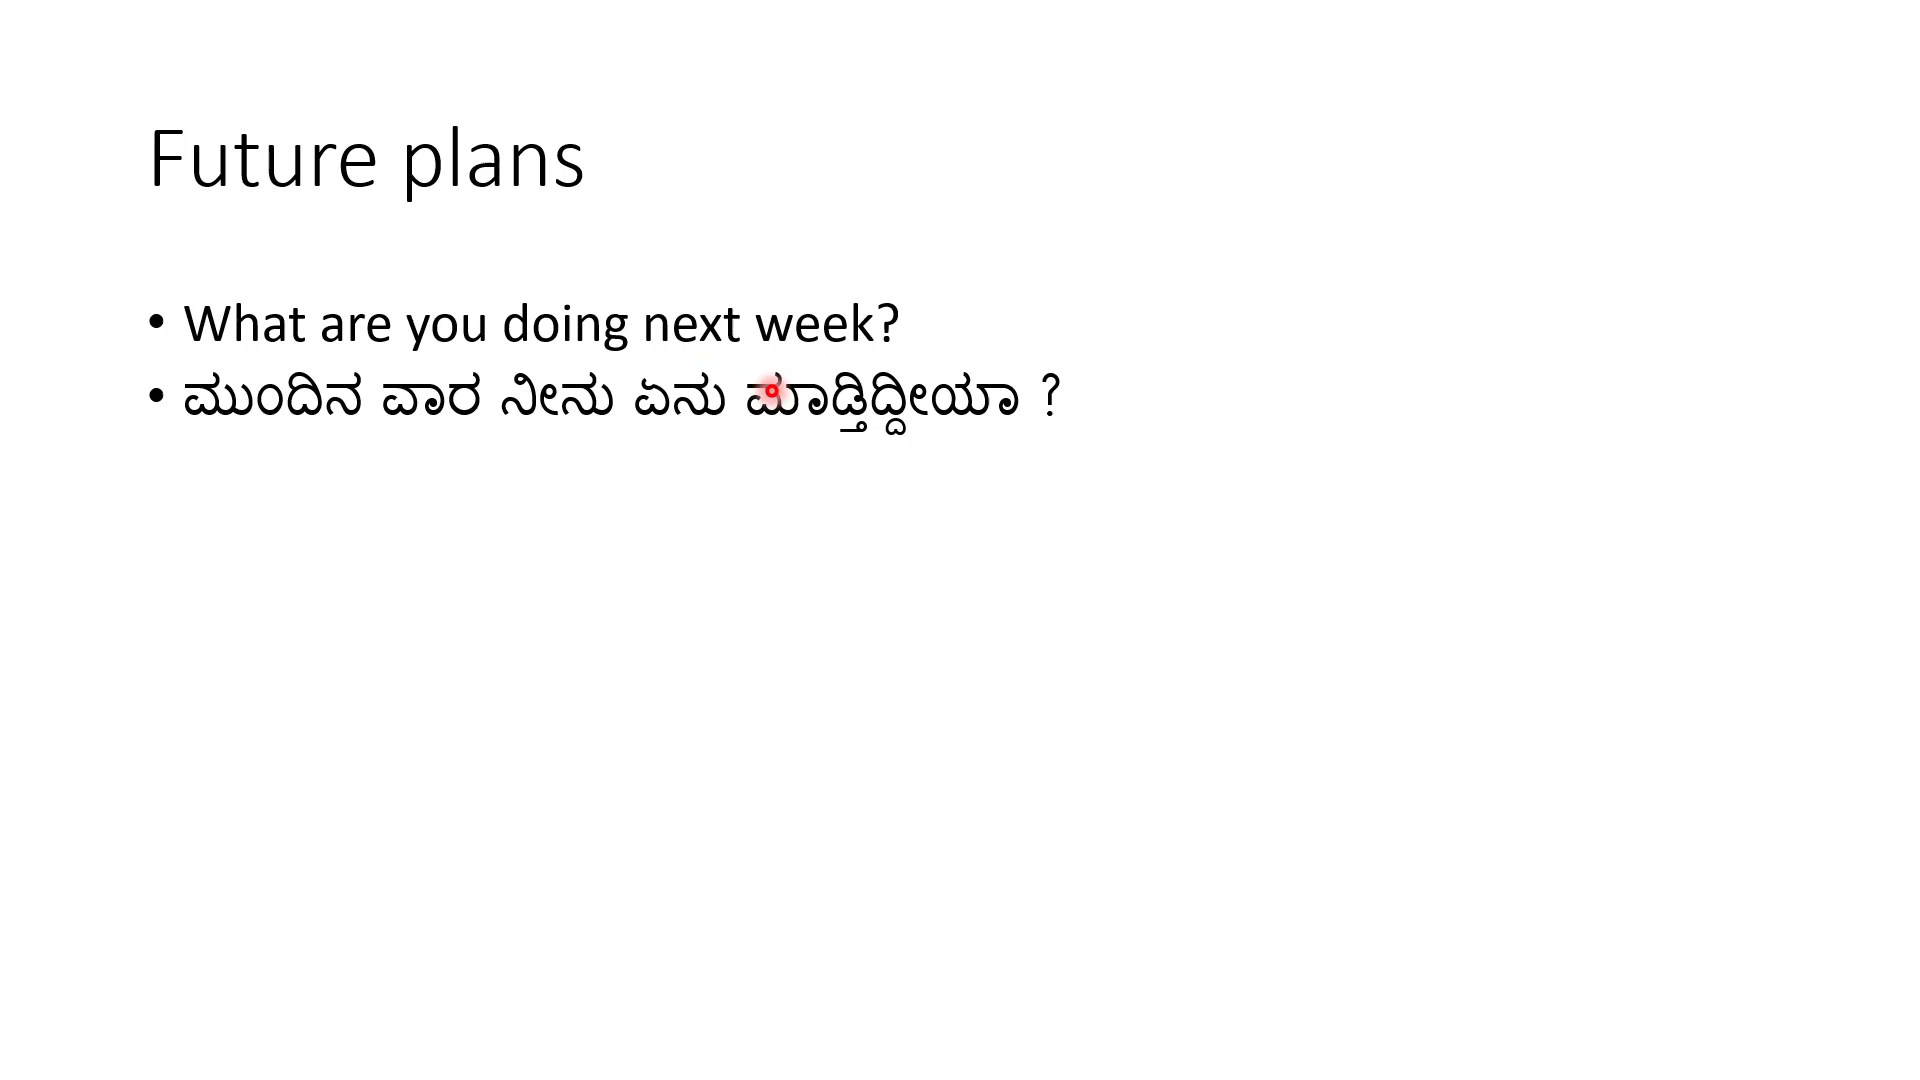 Future plans
• What are you doing next week?
• ಮುಂದಿನ ವಾರ ನೀನು ಏನು ಮಾಡ್ತಿದ್ದೀಯಾ ?